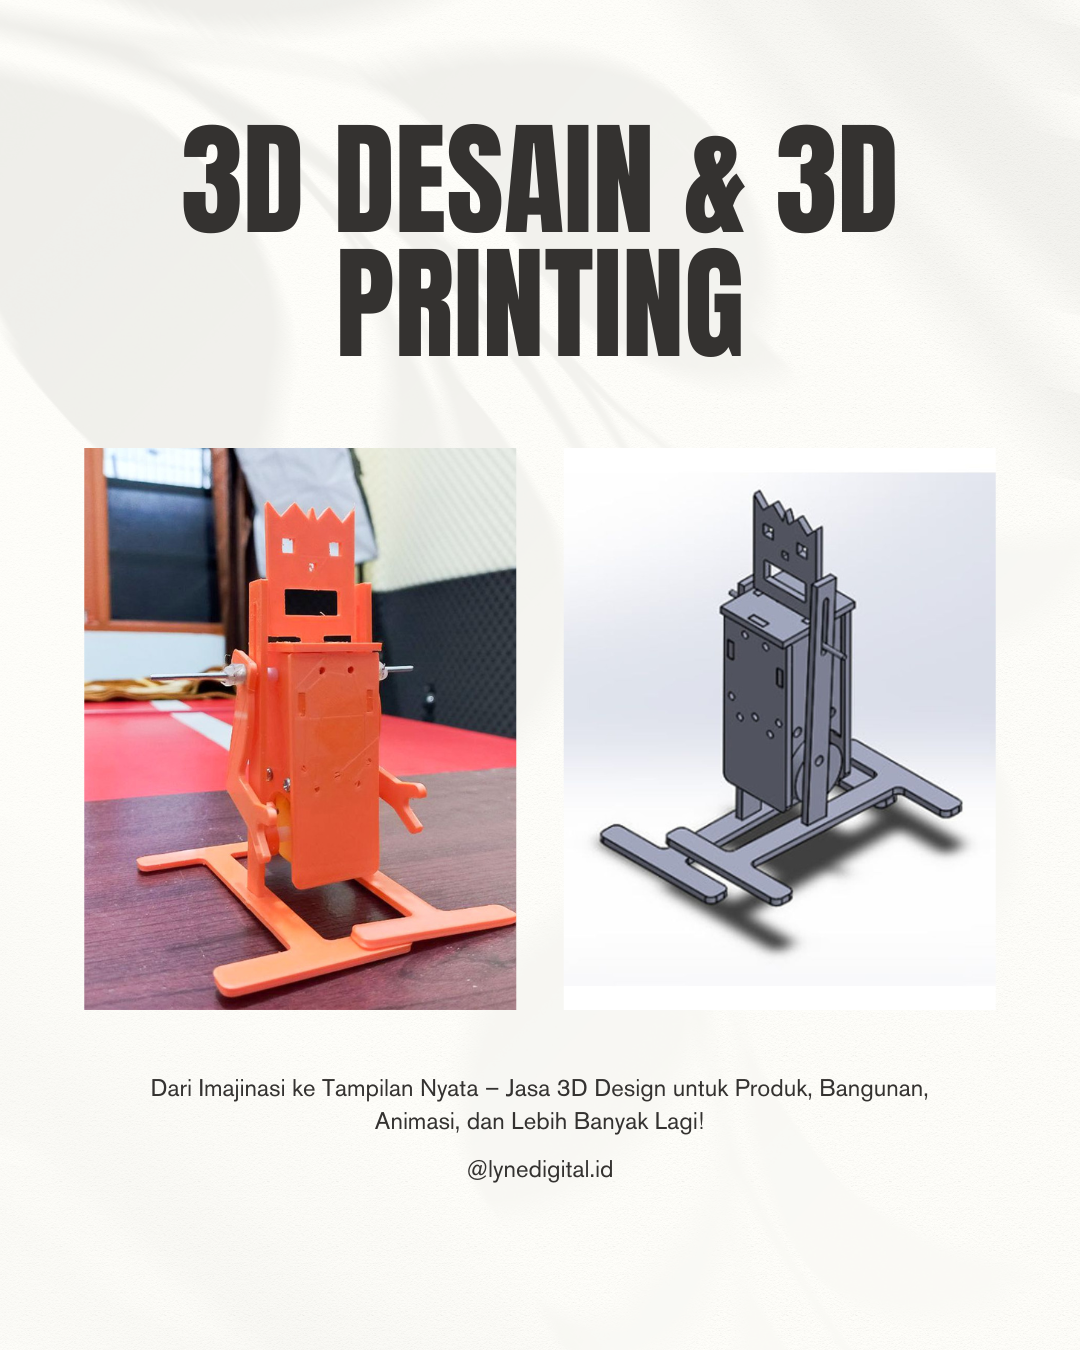 3D DESAIN & 3D
PRINTING
Dari Imajinasi ke Tampilan Nyata – Jasa 3D Design untuk Produk, Bangunan,
Animasi, dan Lebih Banyak Lagi!
@lynedigital.id